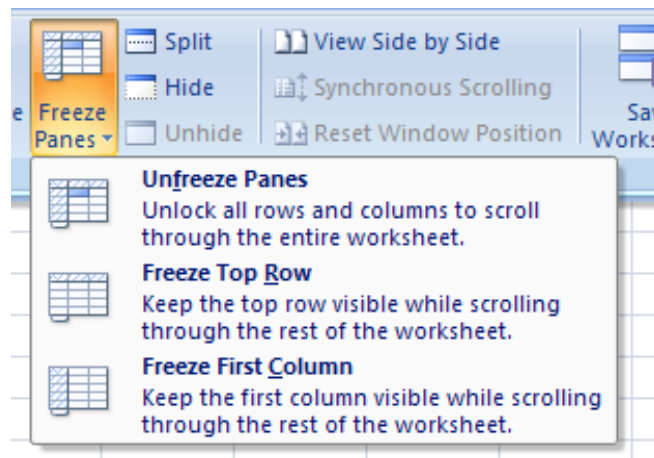 Split
View Side by Side
Hide
Synchronous Scrolling
e
Freeze
Panes
Unhide
Reset Window Position
Sa
Works
Unfreeze Panes
Unlock all rows and columns to scroll
through the entire worksheet.
Freeze Top Row
Keep the top row visible while scrolling
through the rest of the worksheet.
Freeze First Column
Keep the first column visible while scrolling
through the rest of the worksheet.